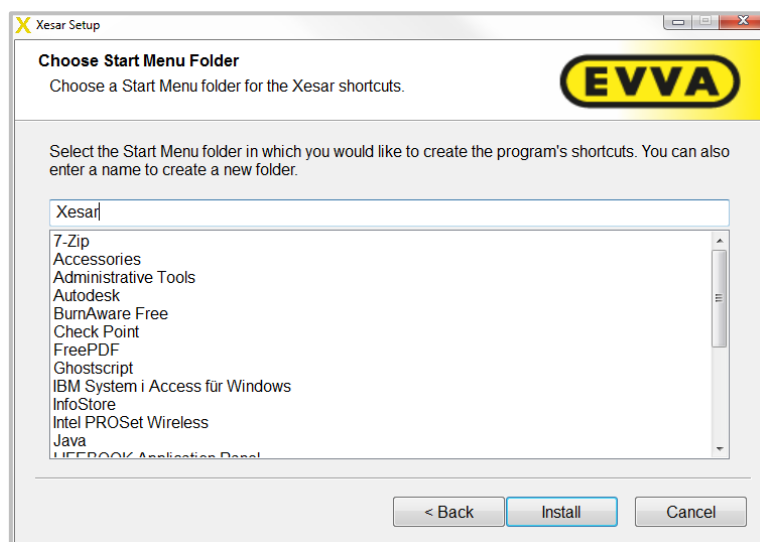 Xesar Setup
Choose Start Menu Folder
Choose a Start Menu folder for the Xesar shortcuts.
EVVA
Select the Start Menu folder in which you would like to create the program's shortcuts. You can also
enter a name to create a new folder.
Xesar
7-Zip
Accessories
Administrative Tools
Autodesk
BurnAware Free
Check Point
FreePDF
Ghostscript
IBM System i Access für Windows
InfoStore
Intel PROSet Wireless
Java
LIFEBOOK Application Panel
< Back
Install
Cancel